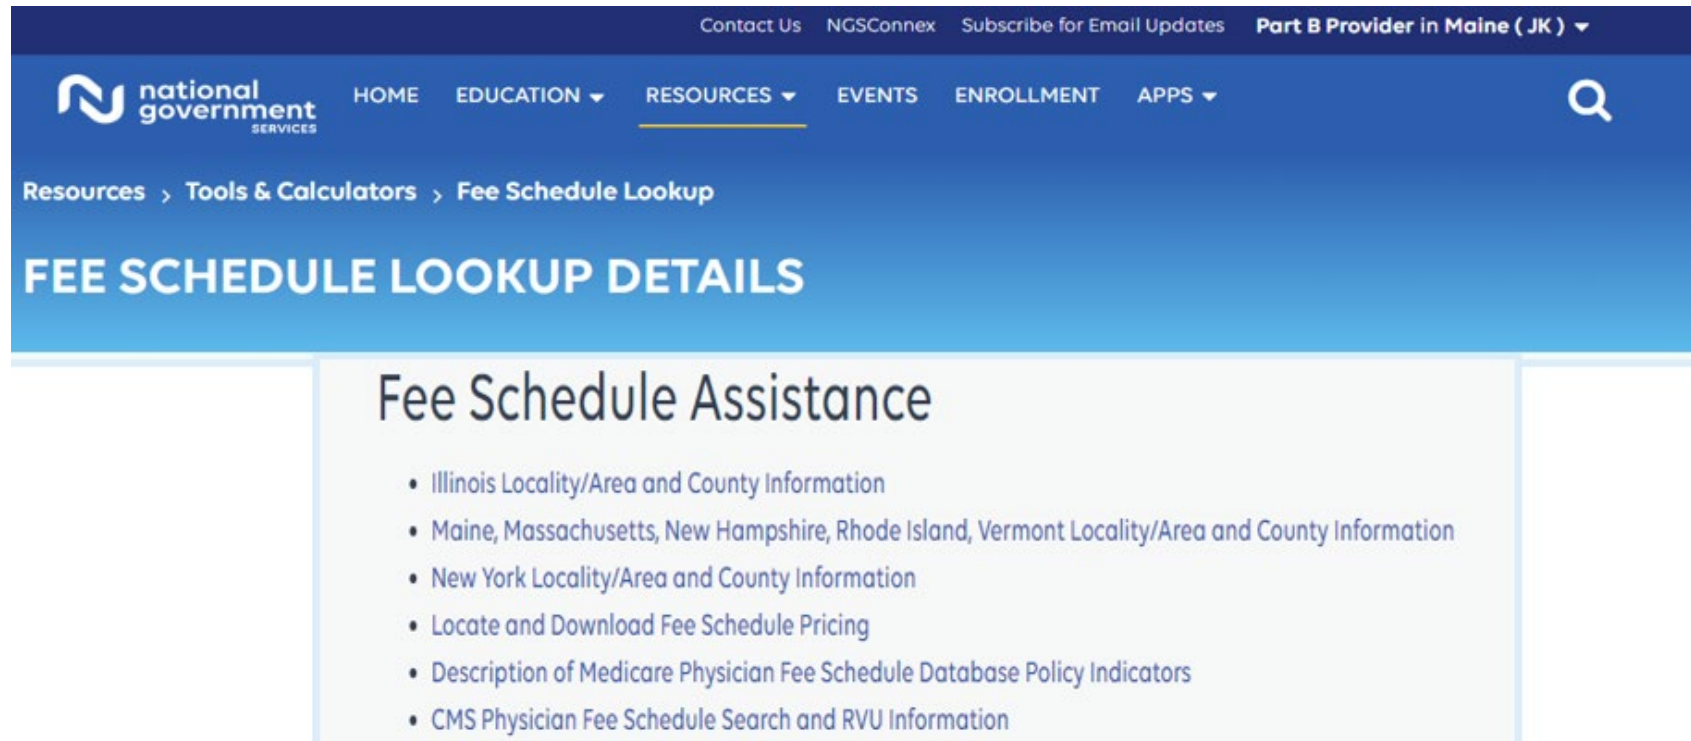 Contact Us NGSConnex Subscribe for Email Updates Part B Provider in Maine ( JK )
national
government
SERVICES
HOME EDUCATION RESOURCES EVENTS ENROLLMENT APPS
Resources > Tools & Calculators > Fee Schedule Lookup
FEE SCHEDULE LOOKUP DETAILS
Fee Schedule Assistance
• Illinois Locality/Area and County Information
• Maine, Massachusetts, New Hampshire, Rhode Island, Vermont Locality/Area and County Information
• New York Locality/Area and County Information
• Locate and Download Fee Schedule Pricing
• Description of Medicare Physician Fee Schedule Database Policy Indicators
• CMS Physician Fee Schedule Search and RVU Information